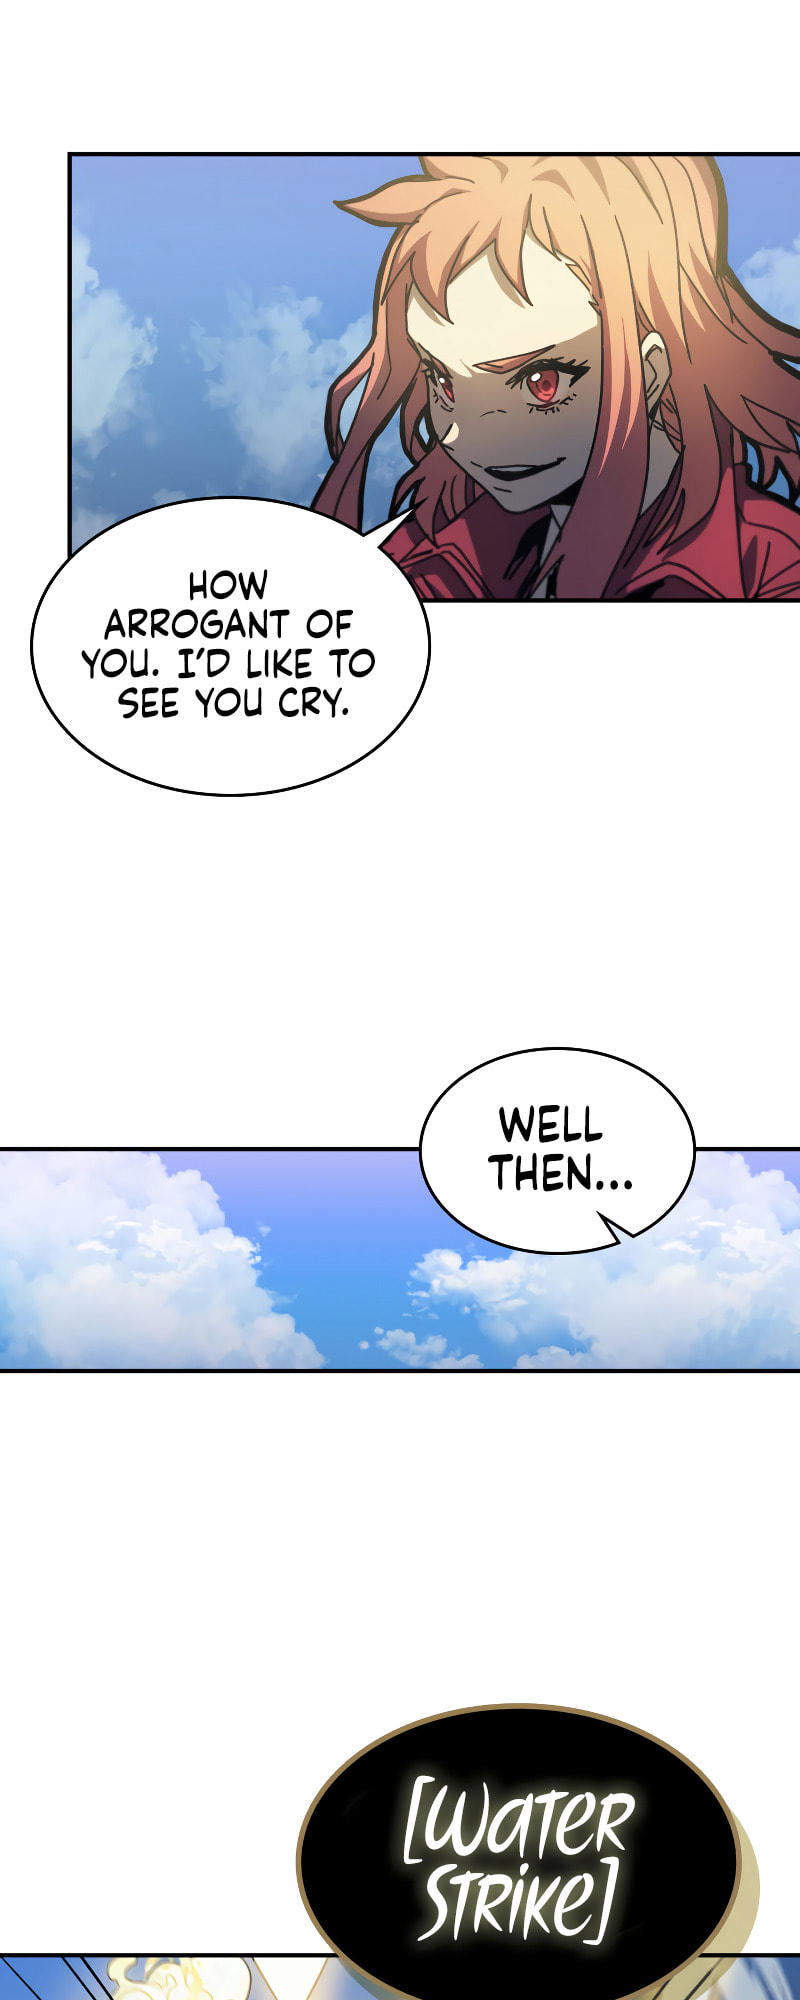 HOW
ARROGANT OF
YOU. I'D LIKE TO
SEE YOU CRY.
WELL
THEN...
[WATER
STRIKE]